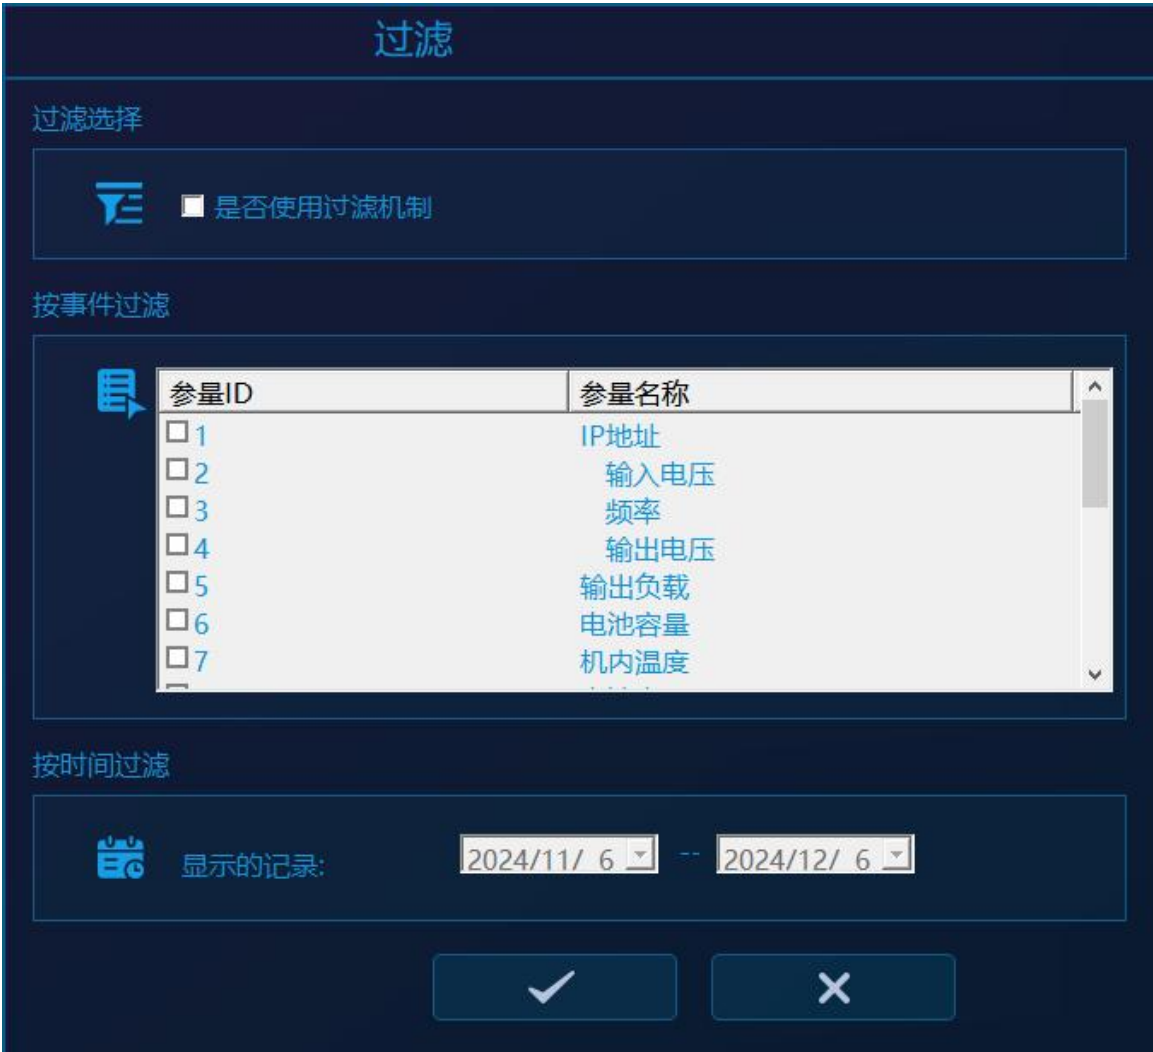 过滤
过滤选择
是否使用过滤机制
按事件过滤
参量ID 参量名称
1 IP地址
2 输入电压
3 频率
4 输出电压
5 输出负载
6 电池容量
7 机内温度
按时间过滤
显示的记录: 2024/11/ 6 -- 2024/12/ 6